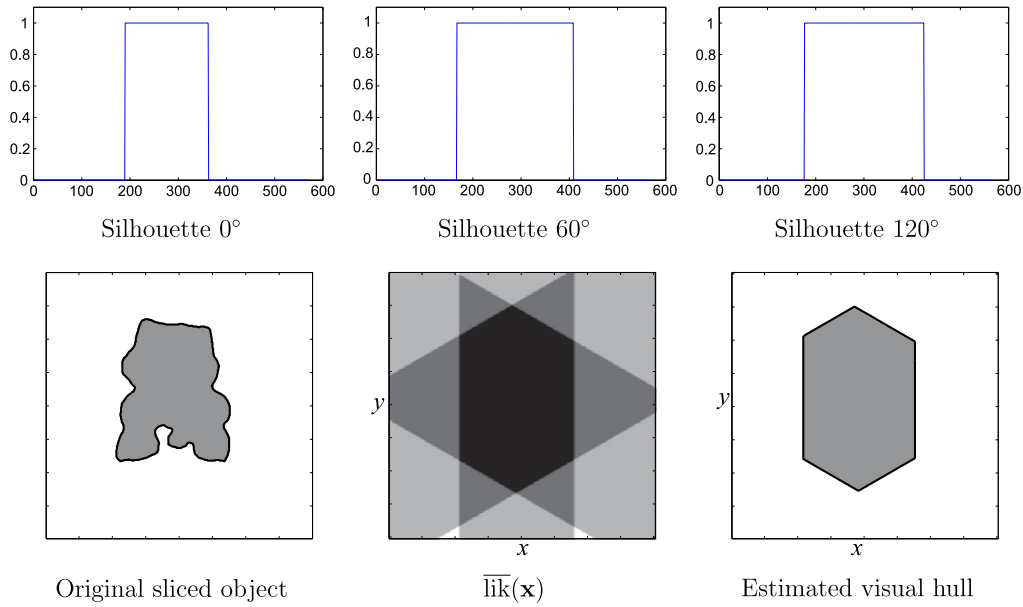 1
0.8
0.6
0.4
0.2
0
0 100 200 300 400 500 600
Silhouette 0°
1
0.8
0.6
0.4
0.2
0
0 100 200 300 400 500 600
Silhouette 60°
1
0.8
0.6
0.4
0.2
0
0 100 200 300 400 500 600
Silhouette 120°
Original sliced object
y
x
l̅i̅k̅(x)
y
x
Estimated visual hull